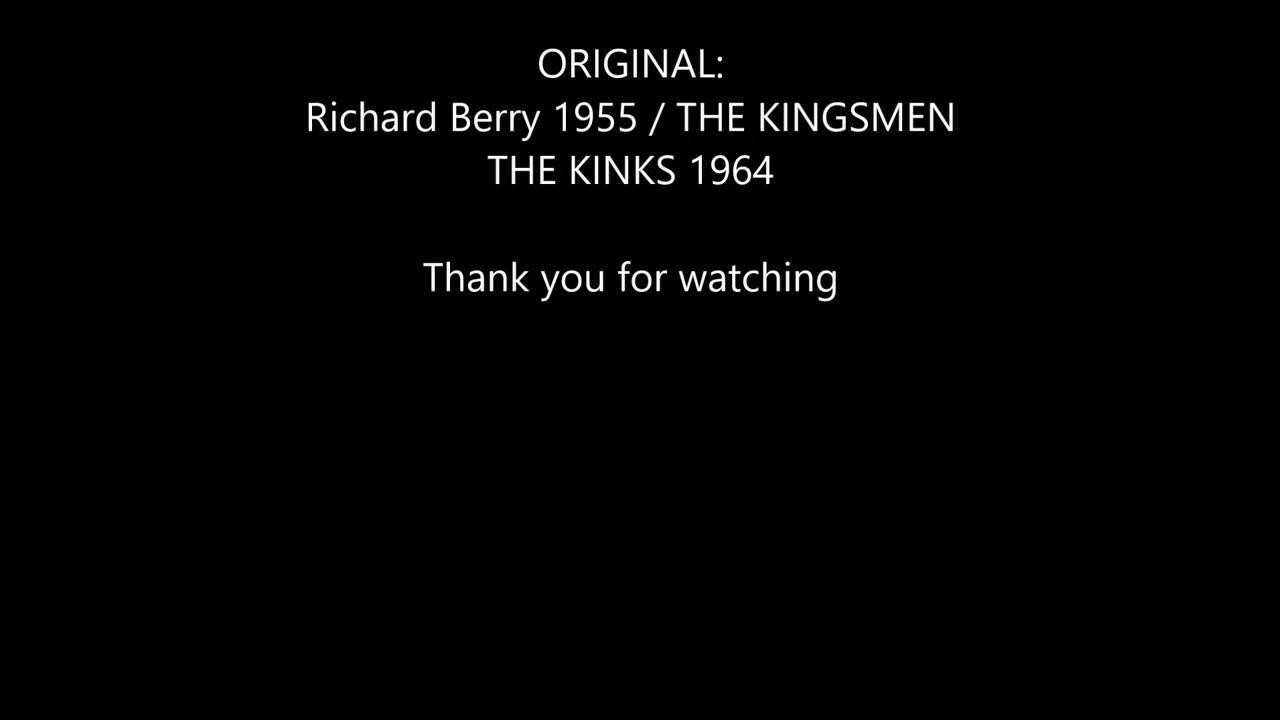 ORIGINAL:
Richard Berry 1955 / THE KINGSMEN
THE KINKS 1964
Thank you for watching